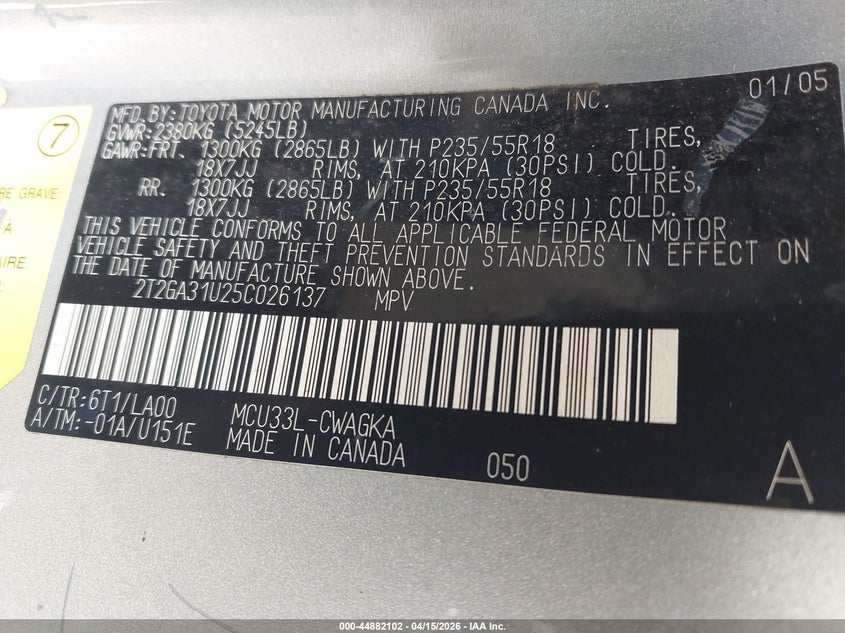 MFD.BY:TOYOTA MOTOR MANUFACTURING CANADA INC. 01/05
GVWR:2380KG (5245LB)
GAWR:FRT. 1300KG (2865LB) WITH P235/55R18 TIRES,
18X7JJ RIMS, AT 210KPA (30PSI) COLD.
RR. 1300KG (2865LB) WITH P235/55R18 TIRES,
18X7JJ RIMS, AT 210KPA (30PSI) COLD.
THIS VEHICLE CONFORMS TO ALL APPLICABLE FEDERAL MOTOR
VEHICLE SAFETY AND THEFT PREVENTION STANDARDS IN EFFECT ON
THE DATE OF MANUFACTURE SHOWN ABOVE.
2T2GA31U25C026137 MPV
C/TR:6T1/LA00 MCU33L-CWAGKA
A/TM:-01A/U151E MADE IN CANADA 050 A
7
RE GRAVE
A
AIRE.
000-44882102 - 04/15/2026 - IAA Inc.